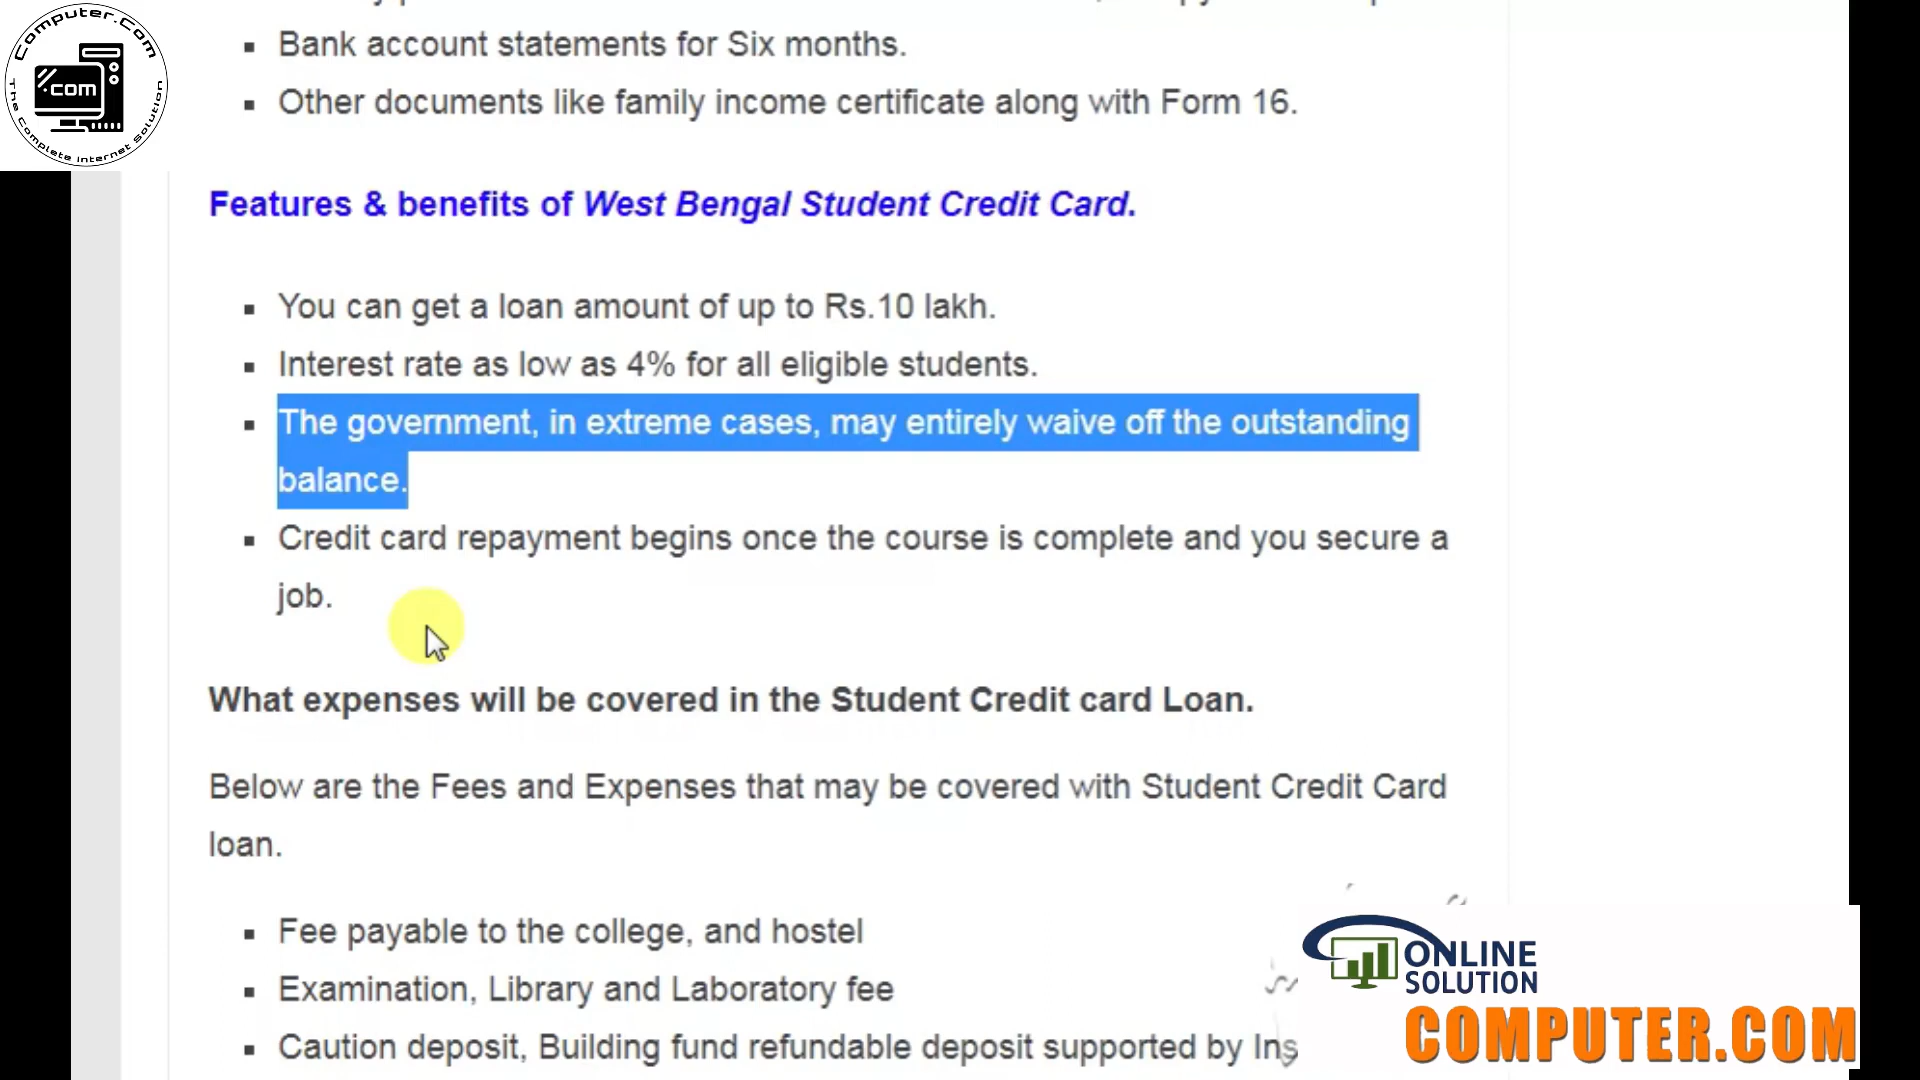 Computer.Com
.com
The Complete Internet Solution
Bank account statements for Six months.
Other documents like family income certificate along with Form 16.
Features & benefits of West Bengal Student Credit Card.
You can get a loan amount of up to Rs.10 lakh.
Interest rate as low as 4% for all eligible students.
The government, in extreme cases, may entirely waive off the outstanding
balance.
Credit card repayment begins once the course is complete and you secure a
job.
What expenses will be covered in the Student Credit card Loan.
Below are the Fees and Expenses that may be covered with Student Credit Card
loan.
Fee payable to the college, and hostel
Examination, Library and Laboratory fee
Caution deposit, Building fund refundable deposit supported by Ins
ONLINE
SOLUTION
COMPUTER.COM